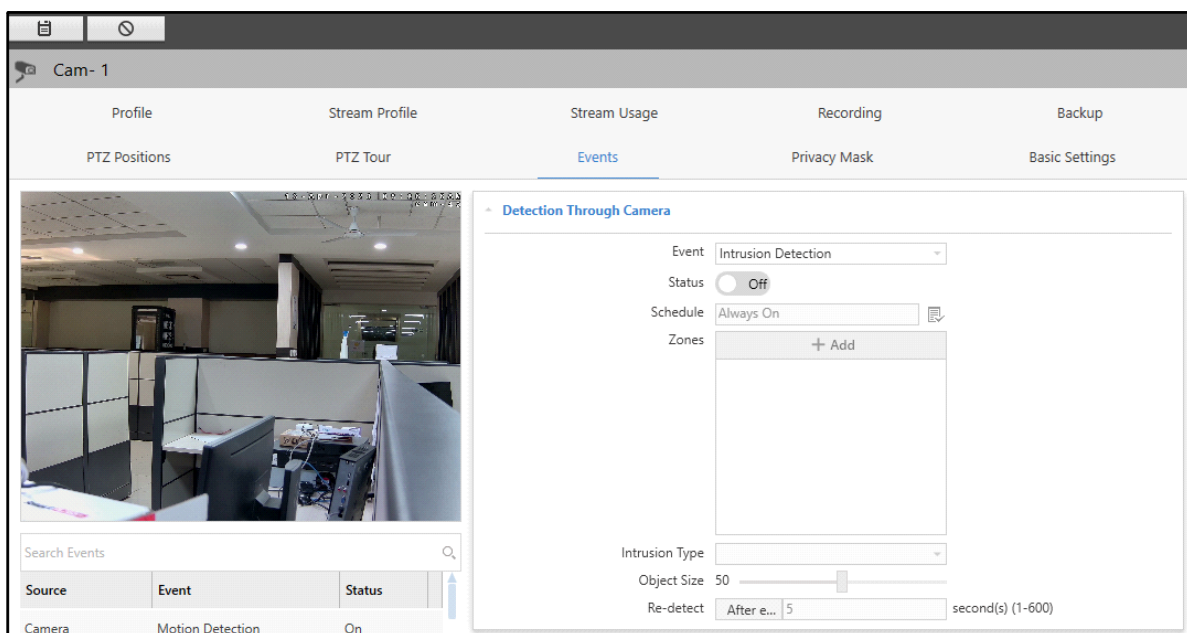 Cam- 1
Profile Stream Profile Stream Usage Recording Backup
PTZ Positions PTZ Tour Events Privacy Mask Basic Settings
Detection Through Camera
Event Intrusion Detection
Status Off
Schedule Always On
Zones + Add
Intrusion Type
Object Size 50
Re-detect After e... 5 second(s) (1-600)
Search Events
Source Event Status
Camera Motion Detection On